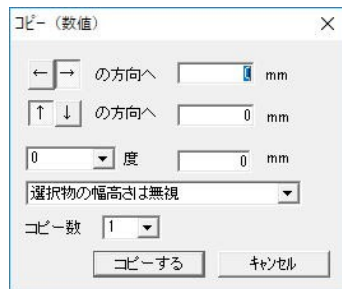 コピー（数値）
← → の方向へ 0 mm
↑ ↓ の方向へ 0 mm
0 度 0 mm
選択物の幅高さは無視
コピー数 1
コピーする キャンセル